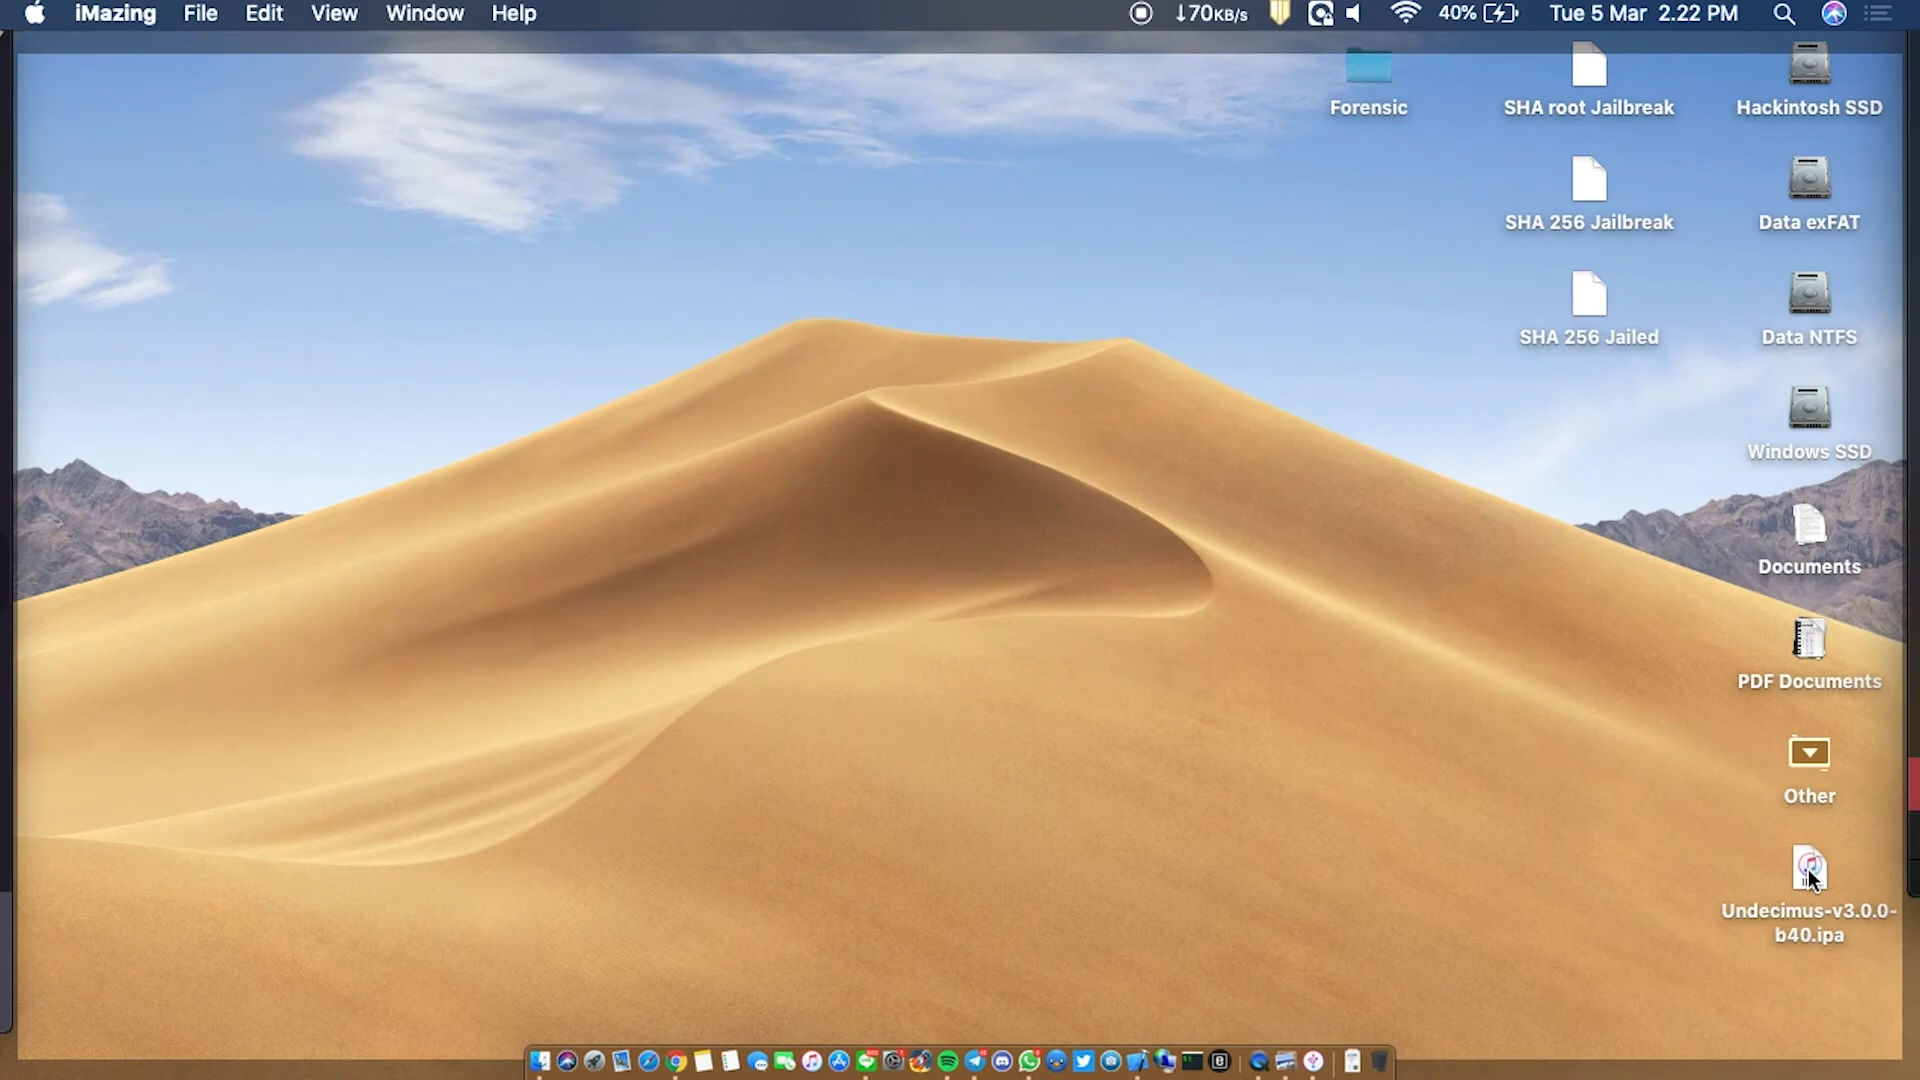 iMazing File Edit View Window Help ↓70KB/s 40% Tue 5 Mar 2.22 PM
Forensic SHA root Jailbreak Hackintosh SSD
SHA 256 Jailbreak Data exFAT
SHA 256 Jailed Data NTFS
Windows SSD
Documents
PDF Documents
Other
Undecimus-v3.0.0-
b40.ipa